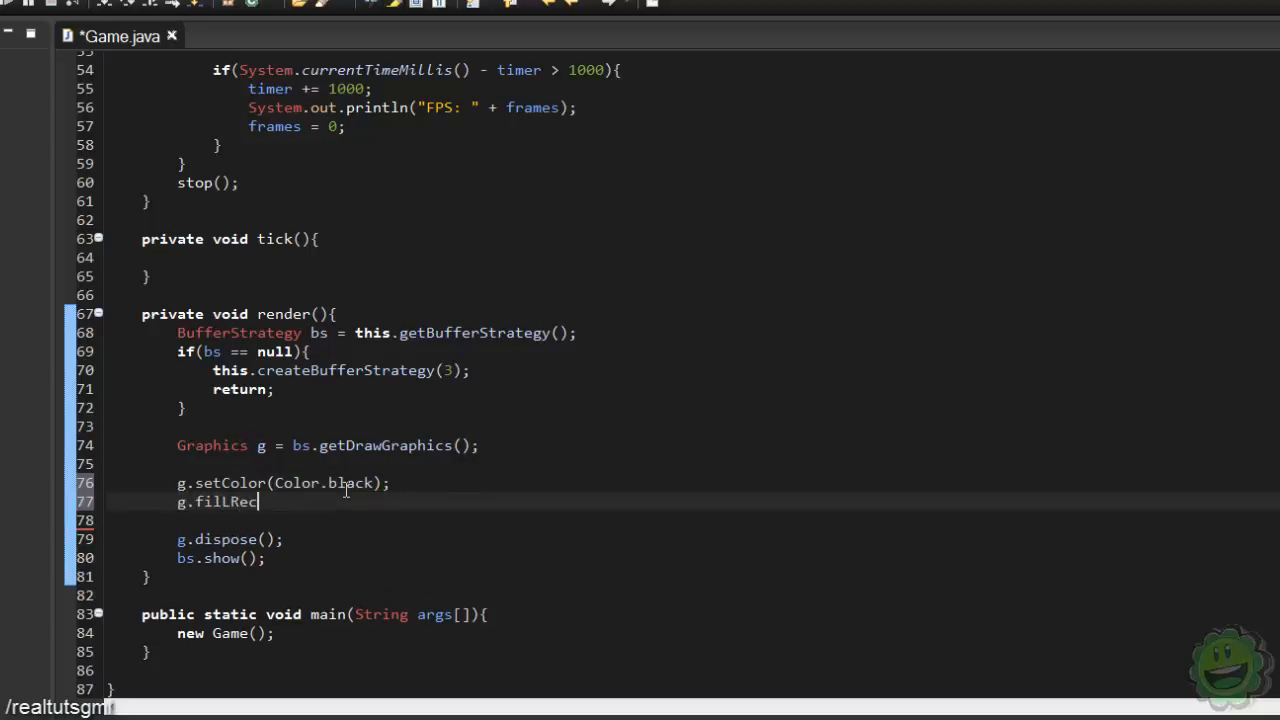 *Game.java
53
54 if(System.currentTimeMillis() - timer > 1000){
55 timer += 1000;
56 System.out.println("FPS: " + frames);
57 frames = 0;
58 }
59 }
60 stop();
61 }
62
63 private void tick(){
64
65 }
66
67 private void render(){
68 BufferStrategy bs = this.getBufferStrategy();
69 if(bs == null){
70 this.createBufferStrategy(3);
71 return;
72 }
73
74 Graphics g = bs.getDrawGraphics();
75
76 g.setColor(Color.black);
77 g.filLRec
78
79 g.dispose();
80 bs.show();
81 }
82
83 public static void main(String args[]){
84 new Game();
85 }
86
87 }
/realtutsgml